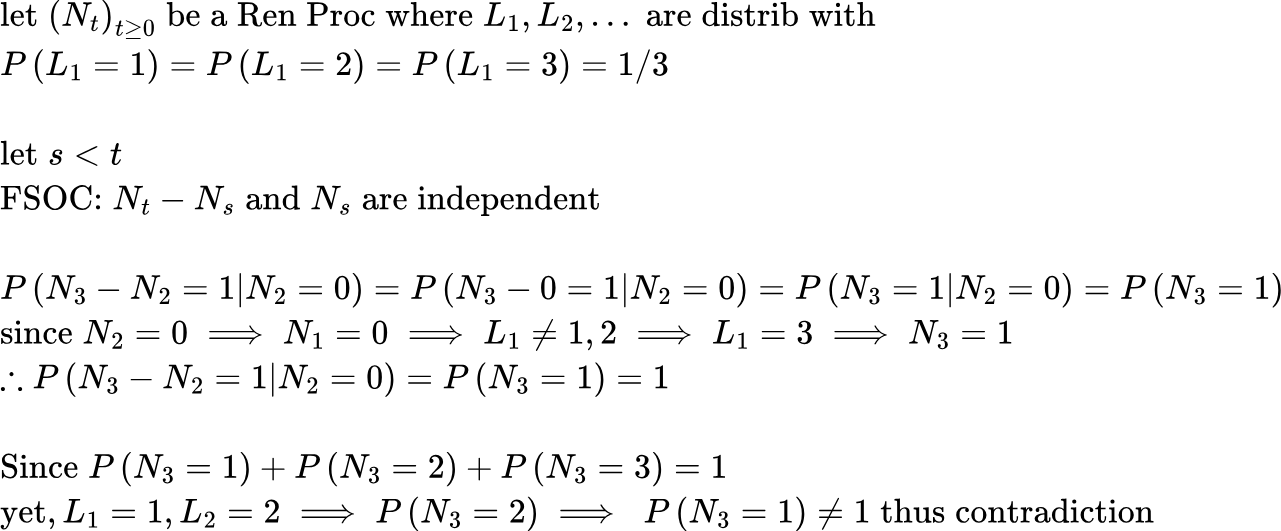 let (N_t)_{t≥0} be a Ren Proc where L_1, L_2, … are distrib with
P(L_1 = 1) = P(L_1 = 2) = P(L_1 = 3) = 1/3
let s < t
FSOC: N_t − N_s and N_s are independent
P(N_3 − N_2 = 1|N_2 = 0) = P(N_3 − 0 = 1|N_2 = 0) = P(N_3 = 1|N_2 = 0) = P(N_3 = 1)
since N_2 = 0 ⟹ N_1 = 0 ⟹ L_1 ≠ 1, 2 ⟹ L_1 = 3 ⟹ N_3 = 1
∴ P(N_3 − N_2 = 1|N_2 = 0) = P(N_3 = 1) = 1
Since P(N_3 = 1) + P(N_3 = 2) + P(N_3 = 3) = 1
yet, L_1 = 1, L_2 = 2 ⟹ P(N_3 = 2) ⟹ P(N_3 = 1) ≠ 1 thus contradiction